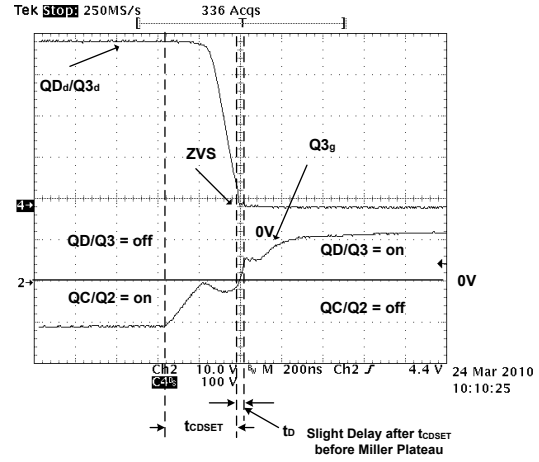 Tek Stop: 250MS/s 336 Acqs
QDd/Q3d
ZVS
Q3g
4→
0V
QD/Q3 = off
QD/Q3 = on
2→
0V
QC/Q2 = on
QC/Q2 = off
Ch2 10.0 V M 200ns Ch2 4.4 V
100 V
24 Mar 2010
10:10:25
tCDSET
tD
Slight Delay after tCDSET
before Miller Plateau